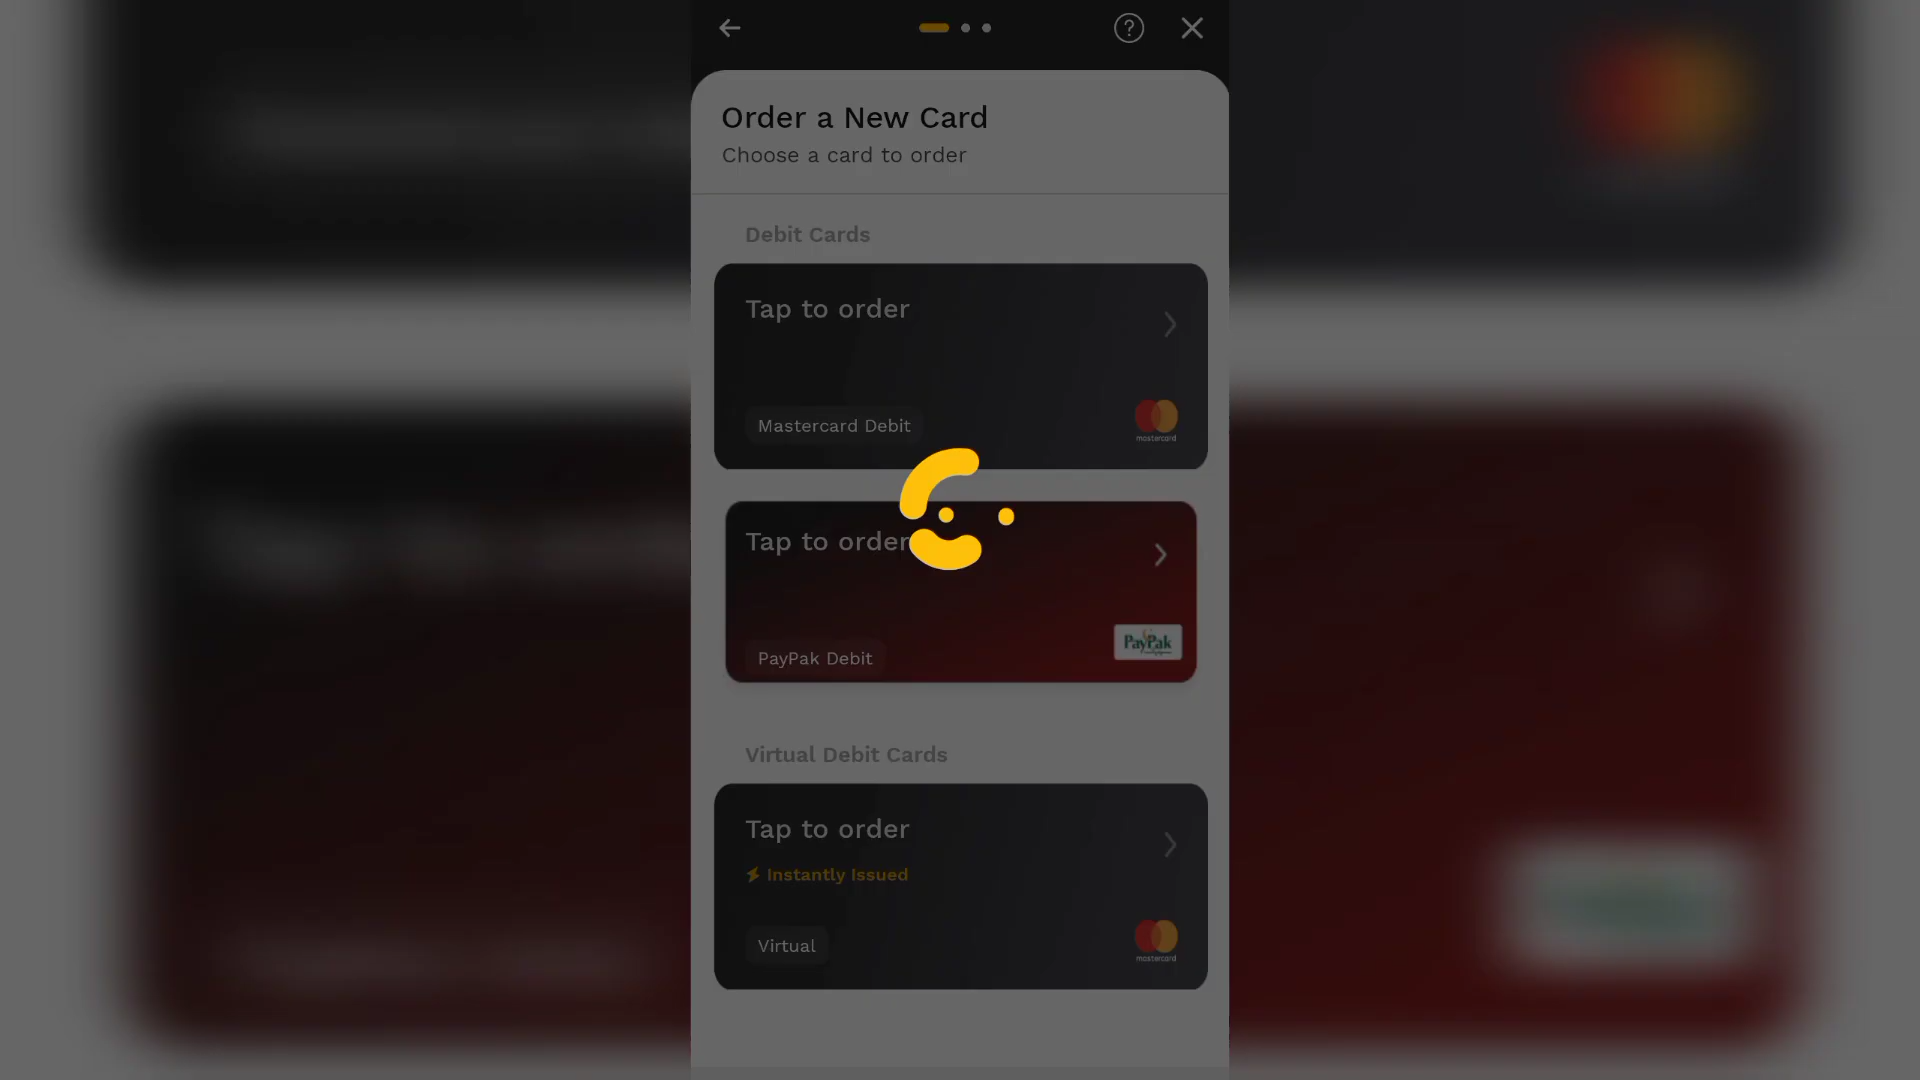 Order a New Card
Choose a card to order
Debit Cards
Tap to order
Mastercard Debit
mastercard
Tap to order
PayPak
PayPak Debit
Virtual Debit Cards
Tap to order
Instantly Issued
Virtual
mastercard